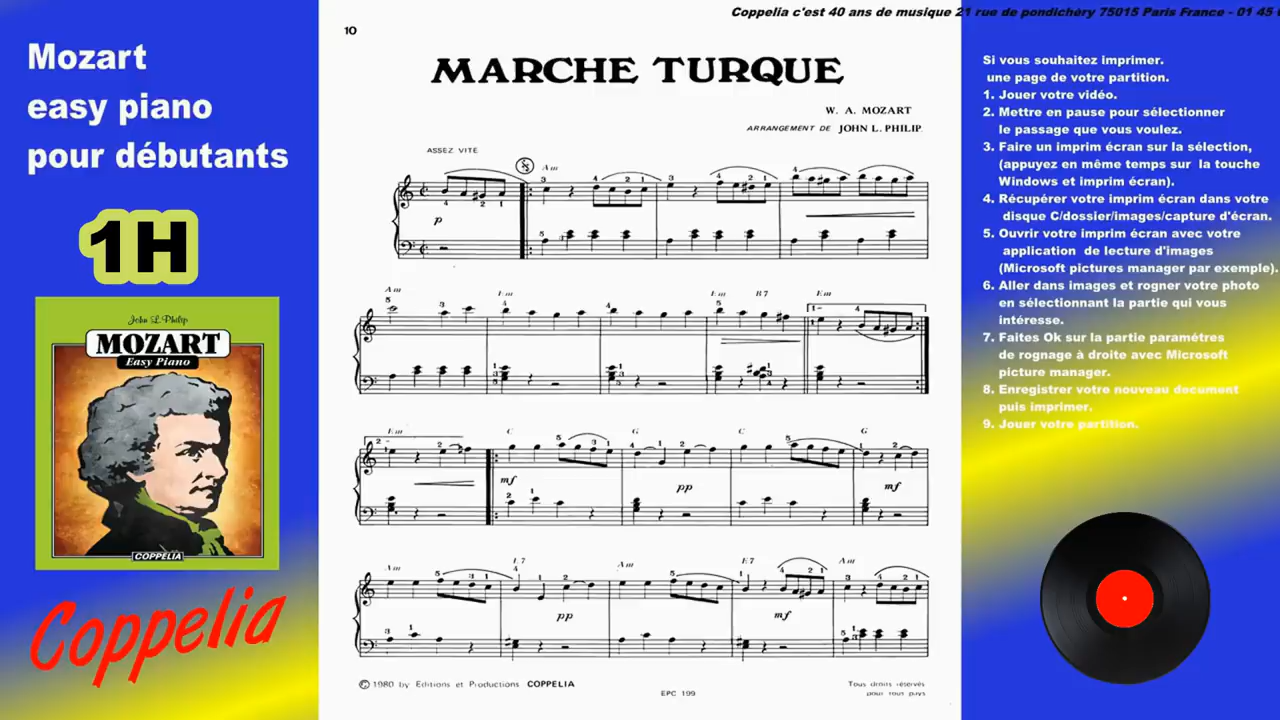 Coppelia c'est 40 ans de musique 21 rue de pondichéry 75015 Paris France - 01 45
Mozart
easy piano
pour débutants
1H
John L. Philip
MOZART
Easy Piano
COPPELIA
Coppelia
10
MARCHE TURQUE
W. A. MOZART
ARRANGEMENT DE JOHN L. PHILIP
ASSEZ VITE
Am
p
Am Em Em B7 Em
1
2 Em C G C G
mf pp mf
Am E7 Am E7 Am
pp mf
© 1980 by Editions et Productions COPPELIA
EPC 199
Tous droits réservés
pour tout pays
Si vous souhaitez imprimer.
une page de votre partition.
1. Jouer votre vidéo.
2. Mettre en pause pour sélectionner
le passage que vous voulez.
3. Faire un imprim écran sur la sélection,
(appuyez en même temps sur la touche
Windows et imprim écran).
4. Récupérer votre imprim écran dans votre
disque C/dossier/images/capture d'écran.
5. Ouvrir votre imprim écran avec votre
application de lecture d'images
(Microsoft pictures manager par exemple).
6. Aller dans images et rogner votre photo
en sélectionnant la partie qui vous
intéresse.
7. Faites Ok sur la partie paramétres
de rognage à droite avec Microsoft
picture manager.
8. Enregistrer votre nouveau document
puis imprimer.
9. Jouer votre partition.